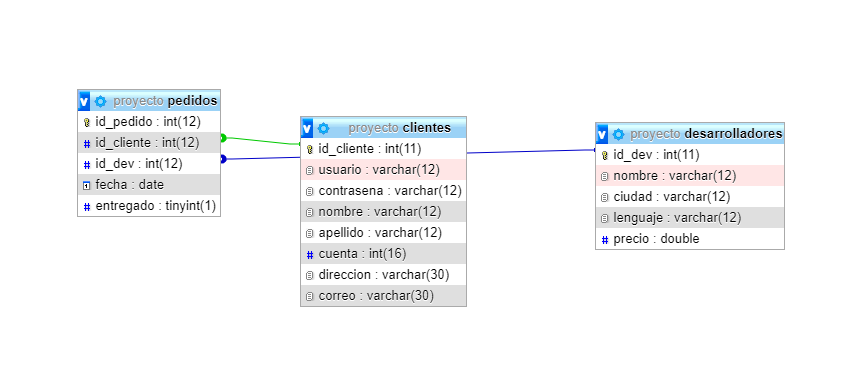 proyecto pedidos
id_pedido : int(12)
id_cliente : int(12)
id_dev : int(12)
fecha : date
entregado : tinyint(1)
proyecto clientes
id_cliente : int(11)
usuario : varchar(12)
contrasena : varchar(12)
nombre : varchar(12)
apellido : varchar(12)
cuenta : int(16)
direccion : varchar(30)
correo : varchar(30)
proyecto desarrolladores
id_dev : int(11)
nombre : varchar(12)
ciudad : varchar(12)
lenguaje : varchar(12)
precio : double